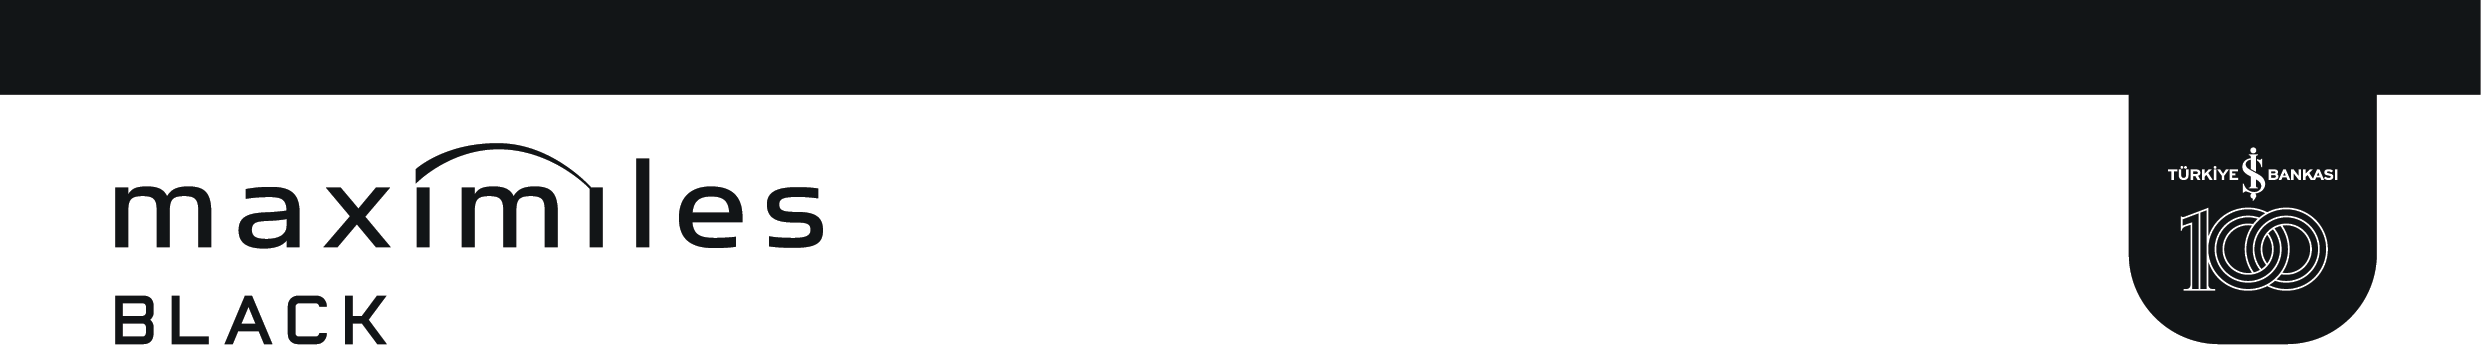 maximiles
BLACK
TÜRKİYE İŞ BANKASI
100